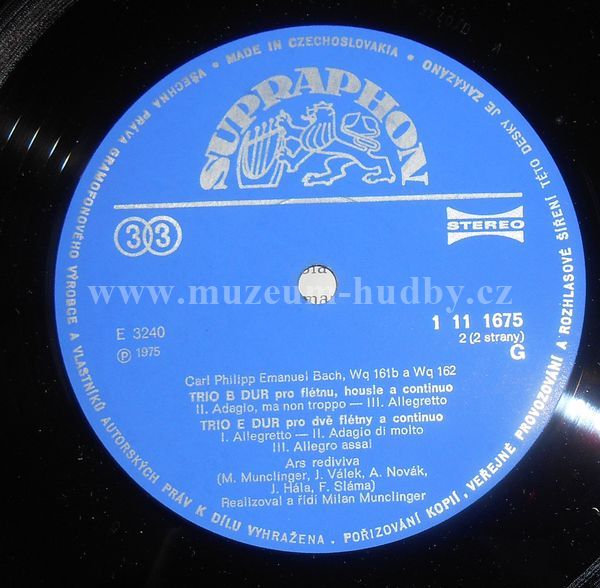 VŠECHNA PRÁVA GRAMOFONOVÉHO VÝROBCE A VLASTNÍKŮ AUTORSKÝCH PRÁV K DÍLU VYHRAŽENA. POŘIZOVÁNÍ KOPIÍ, VEŘEJNÉ PROVOZOVÁNÍ A ROZHLASOVÉ ŠÍŘENÍ TÉTO DESKY JE ZAKÁZÁNO • MADE IN CZECHOSLOVAKIA •
SUPRAPHON
33
STEREO
www.muzeum-hudby.cz
E 3240
1 11 1675
℗ 1975
2 (2 strany)
G
Carl Philipp Emanuel Bach, Wq 161b a Wq 162
TRIO B DUR pro flétnu, housle a continuo
II. Adagio, ma non troppo — III. Allegretto
TRIO E DUR pro dvě flétny a continuo
I. Allegretto — II. Adagio di molto
III. Allegro assai
Ars rediviva
(M. Munclinger, J. Válek, A. Novák,
J. Hála, F. Sláma)
Realizoval a řídí Milan Munclinger